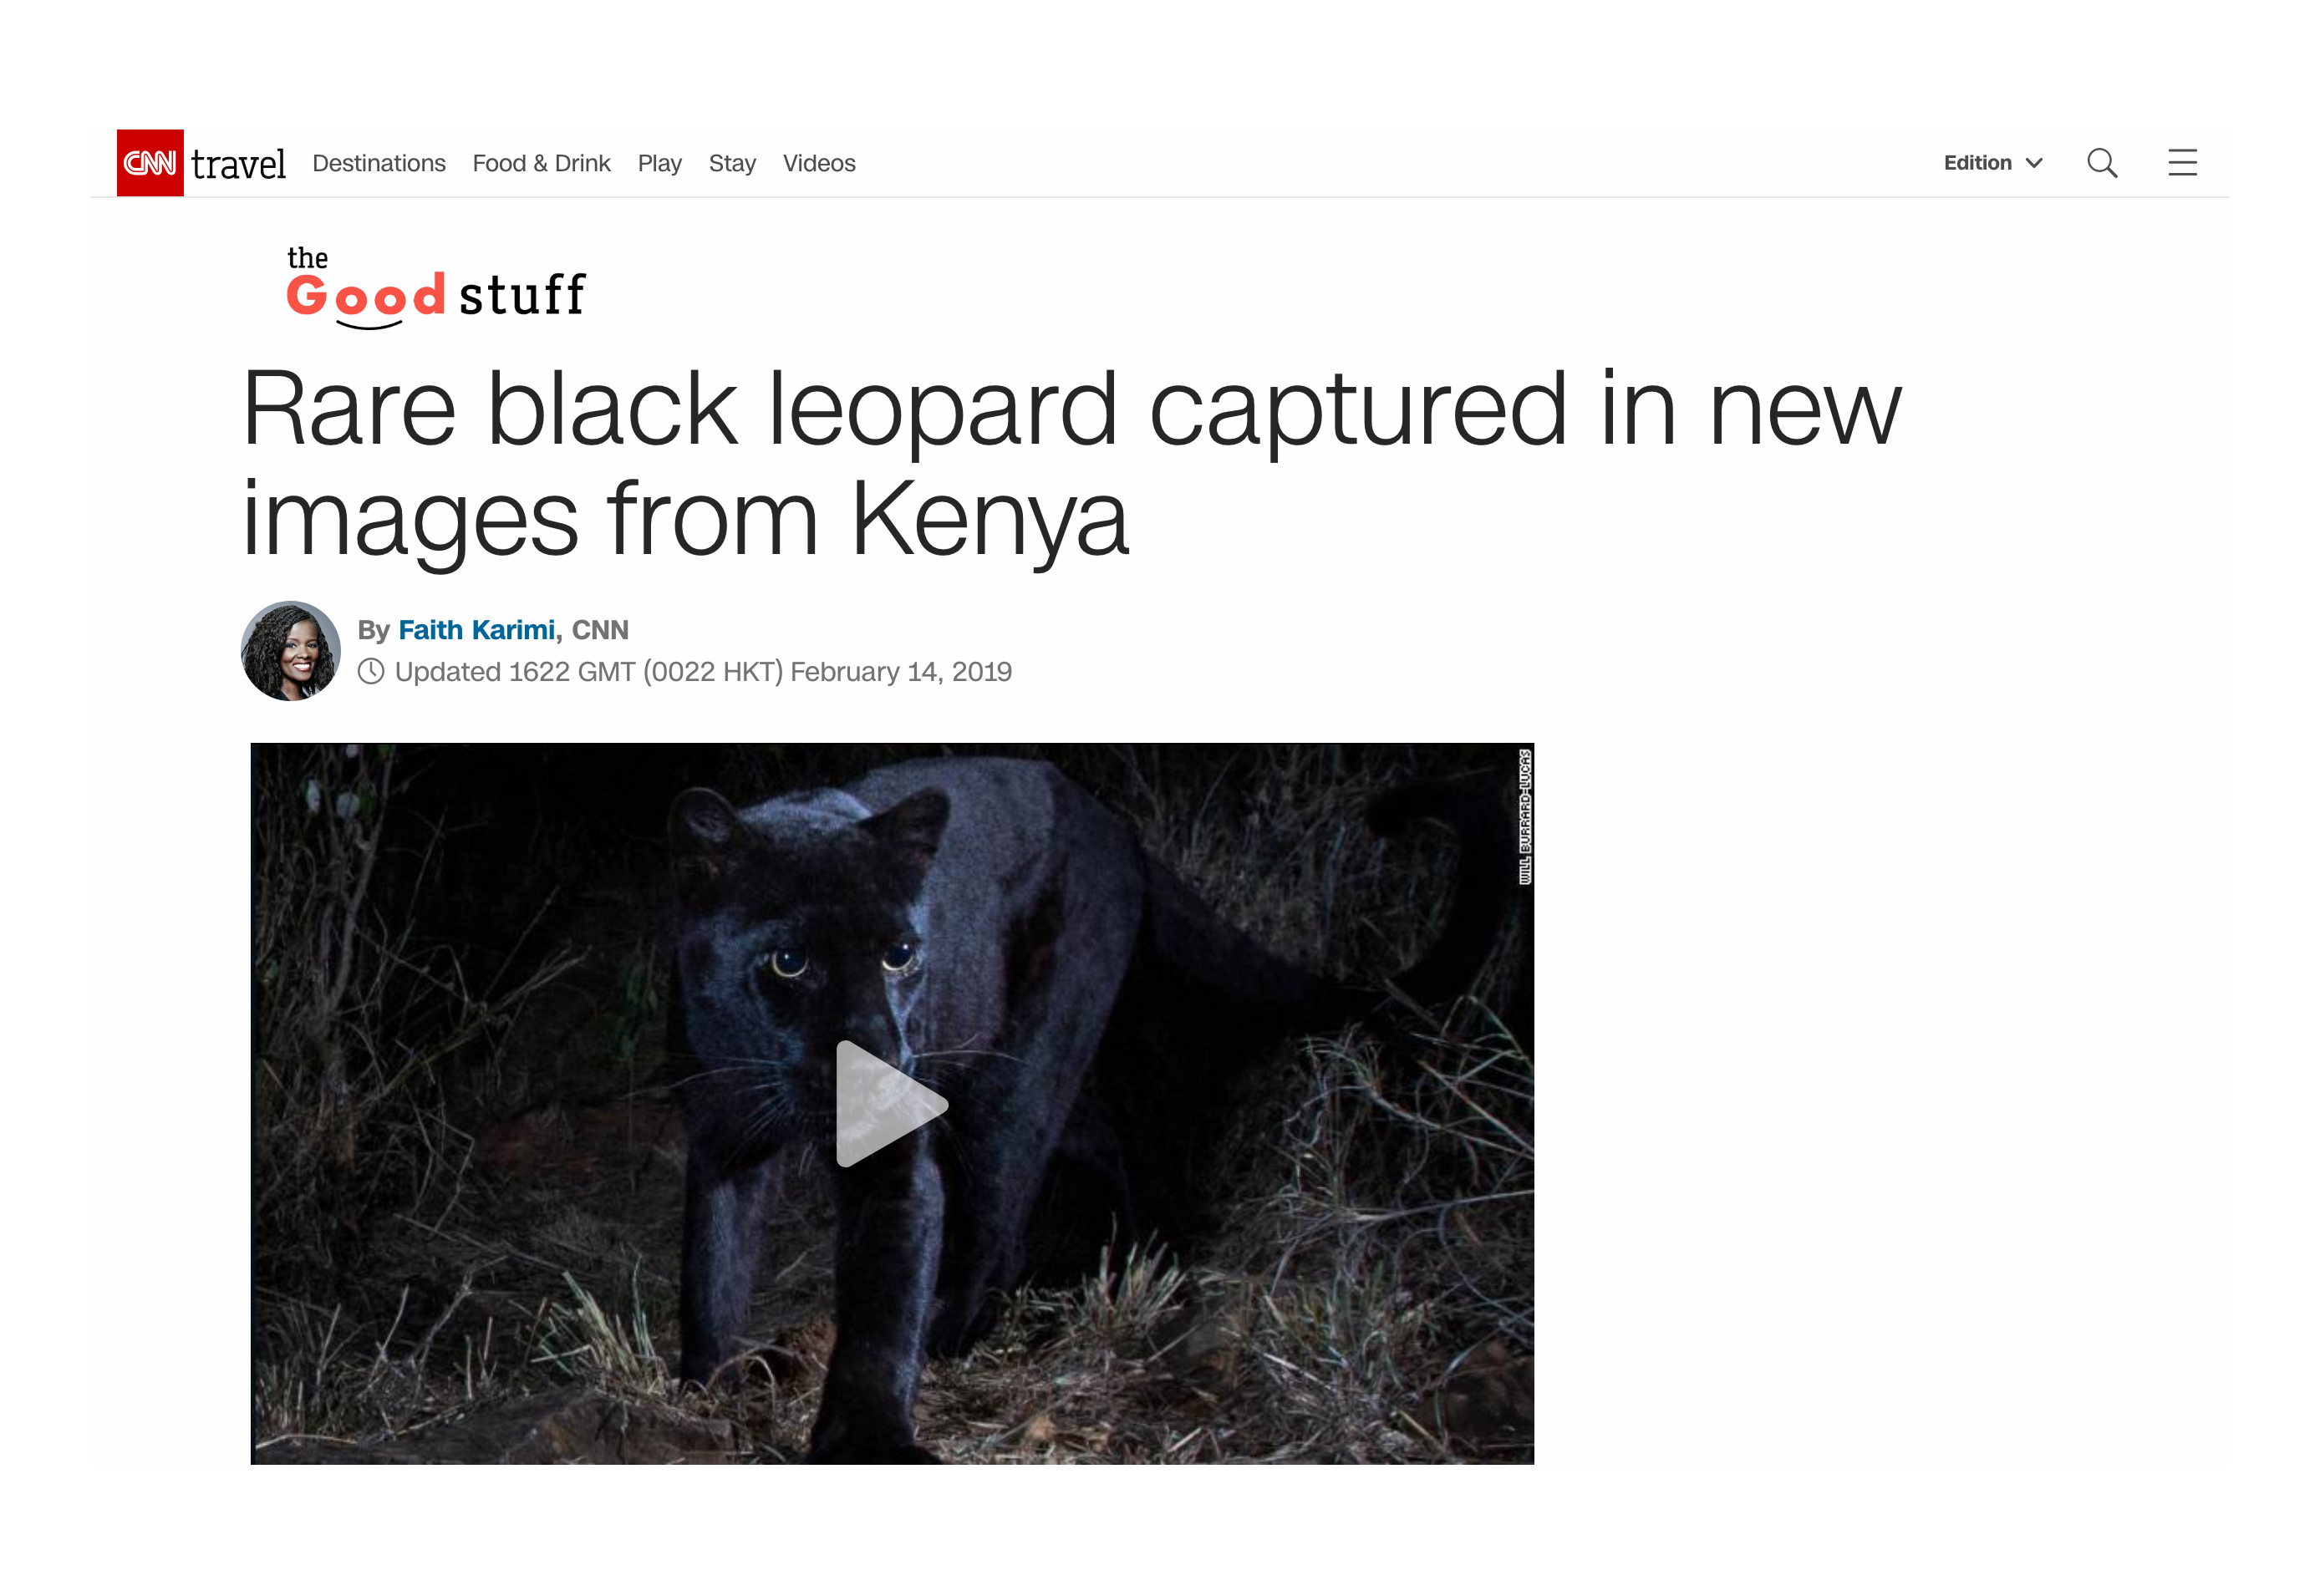 CNN travel Destinations Food & Drink Play Stay Videos Edition
the
Good stuff
Rare black leopard captured in new
images from Kenya
By Faith Karimi, CNN
Updated 1622 GMT (0022 HKT) February 14, 2019
WILL BURRARD-LUCAS